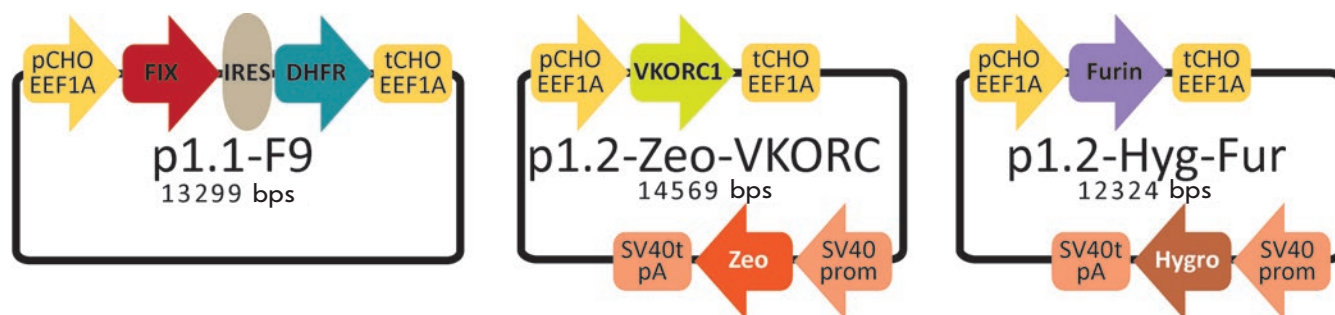 pCHO
EEF1A
FIX
IRES
DHFR
tCHO
EEF1A
p1.1-F9
13299 bps
pCHO
EEF1A
VKORC1
tCHO
EEF1A
p1.2-Zeo-VKORC
14569 bps
SV40t
pA
Zeo
SV40
prom
pCHO
EEF1A
Furin
tCHO
EEF1A
p1.2-Hyg-Fur
12324 bps
SV40t
pA
Hygro
SV40
prom